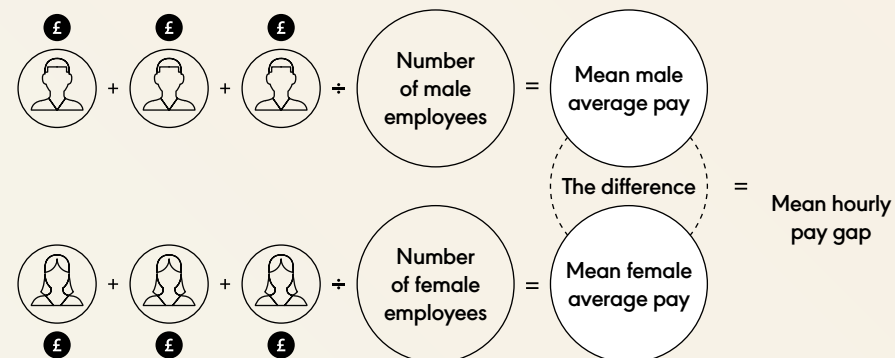 £ £ £
+ + ÷
Number
of male
employees
=
Mean male
average pay
The difference
=
Mean hourly
pay gap
+ + ÷
Number
of female
employees
=
Mean female
average pay
£ £ £